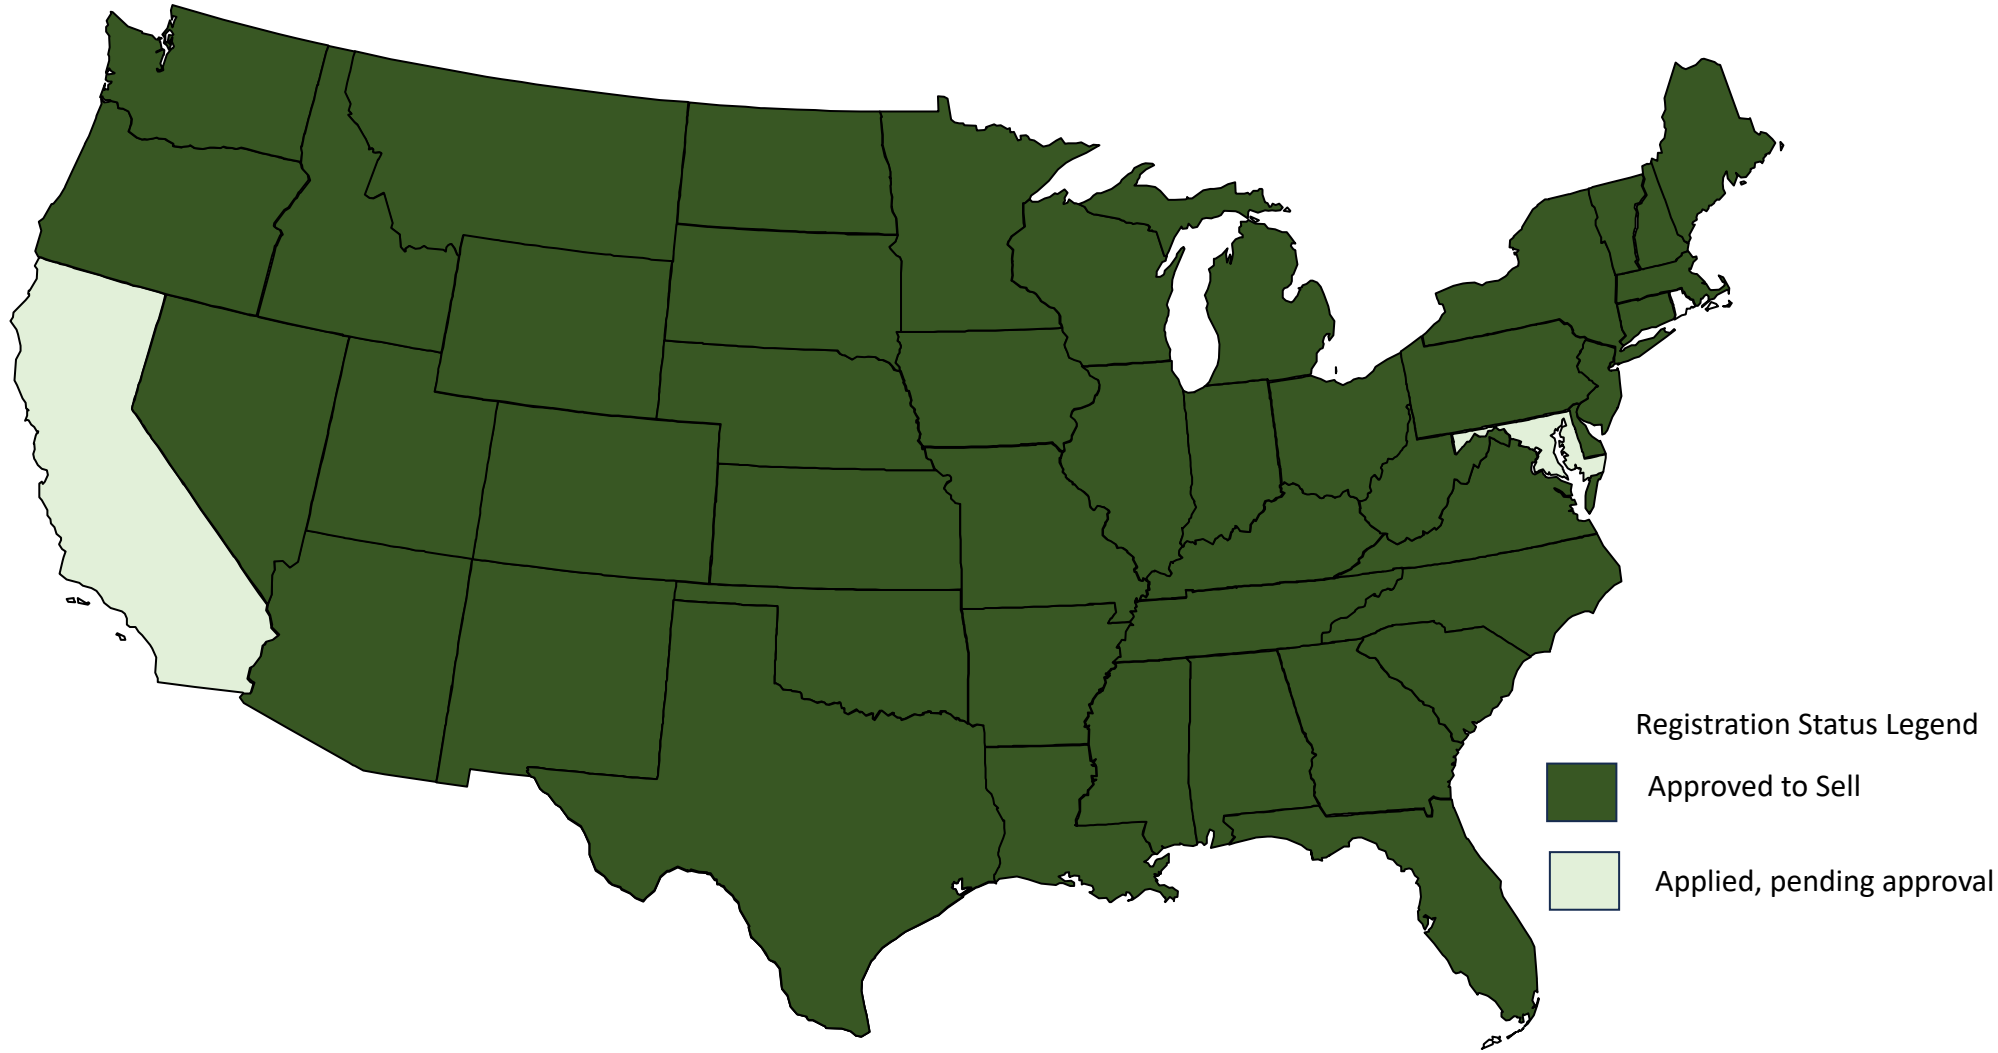 Registration Status Legend
Approved to Sell
Applied, pending approval